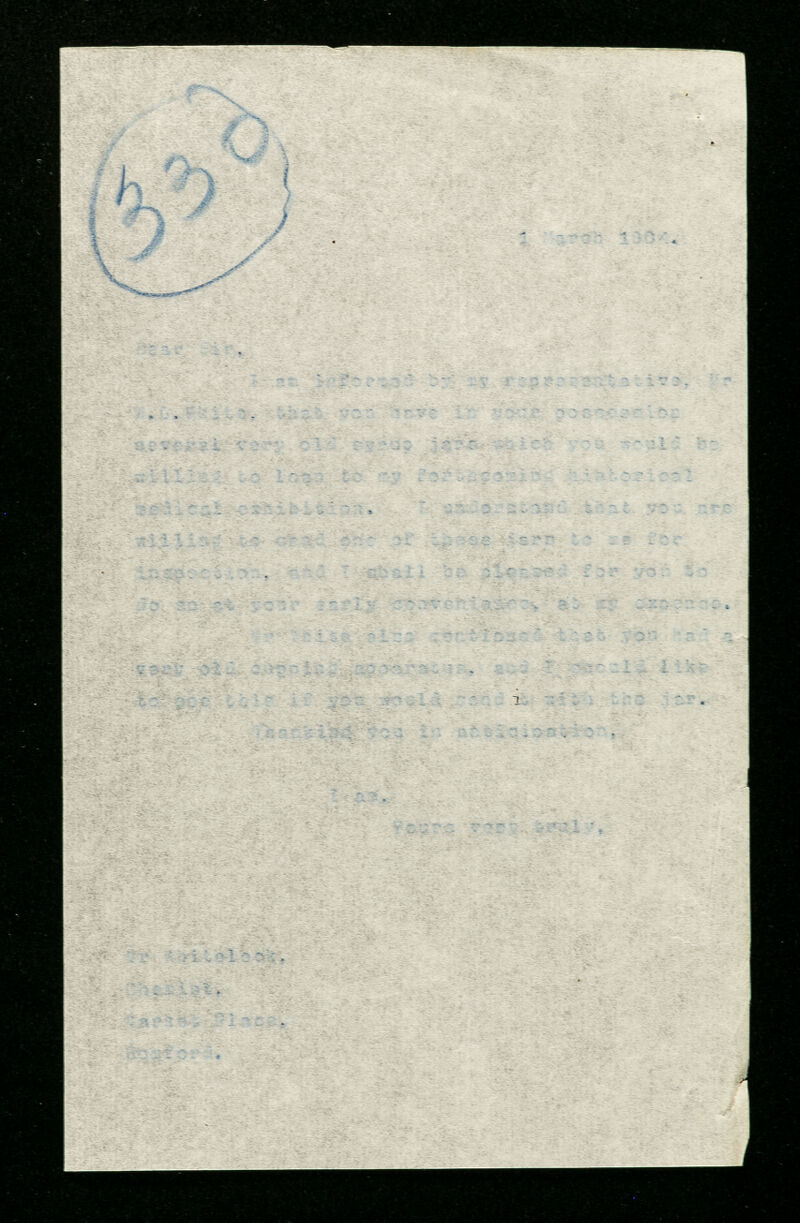 330
1 March 1904.
Dear Sir,
I am informed by my representative, Mr
W.D.White, that you have in your possession
several very old syrup jars which you would be
willing to loan to my forthcoming historical
medical exhibition. I understand that you are
willing to send one of these jars to me for
inspection, and I shall be pleased for you to
do so at your early convenience, at my expense.
Mr White also mentioned that you had a
very old apparatus, and I should like
to see this if you would send it with the jar.
Thanking you in anticipation,
I am,
Yours very truly,
Mr Whitelock,
Chemist,
Market Place,
Romford.